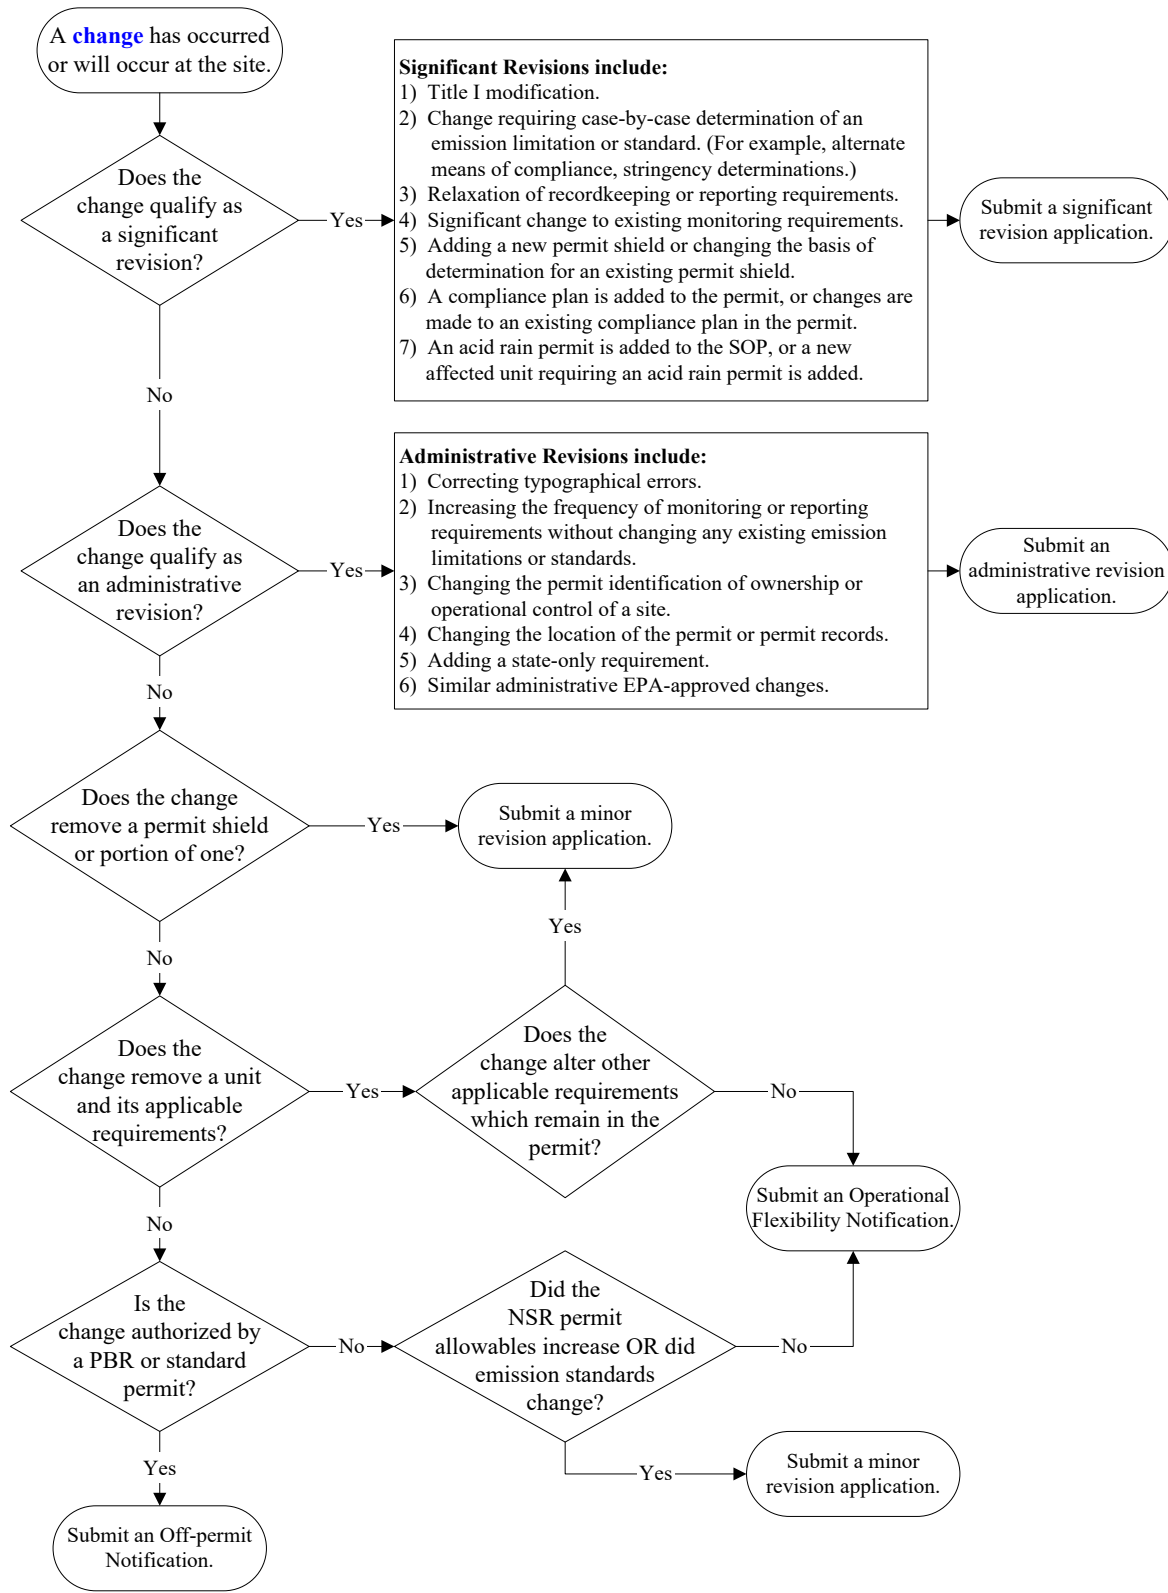 A change has occurred
or will occur at the site.
Does the
change qualify as
a significant
revision?
Yes
Significant Revisions include:
1) Title I modification.
2) Change requiring case-by-case determination of an
emission limitation or standard. (For example, alternate
means of compliance, stringency determinations.)
3) Relaxation of recordkeeping or reporting requirements.
4) Significant change to existing monitoring requirements.
5) Adding a new permit shield or changing the basis of
determination for an existing permit shield.
6) A compliance plan is added to the permit, or changes are
made to an existing compliance plan in the permit.
7) An acid rain permit is added to the SOP, or a new
affected unit requiring an acid rain permit is added.
Submit a significant
revision application.
No
Does the
change qualify as
an administrative
revision?
Yes
Administrative Revisions include:
1) Correcting typographical errors.
2) Increasing the frequency of monitoring or reporting
requirements without changing any existing emission
limitations or standards.
3) Changing the permit identification of ownership or
operational control of a site.
4) Changing the location of the permit or permit records.
5) Adding a state-only requirement.
6) Similar administrative EPA-approved changes.
Submit an
administrative revision
application.
No
Does the change
remove a permit shield
or portion of one?
Yes
Submit a minor
revision application.
No
Yes
Does the
change remove a unit
and its applicable
requirements?
Yes
Does the
change alter other
applicable requirements
which remain in the
permit?
No
Submit an Operational
Flexibility Notification.
No
Is the
change authorized by
a PBR or standard
permit?
No
Did the
NSR permit
allowables increase OR did
emission standards
change?
No
Yes
Submit a minor
revision application.
Yes
Submit an Off-permit
Notification.